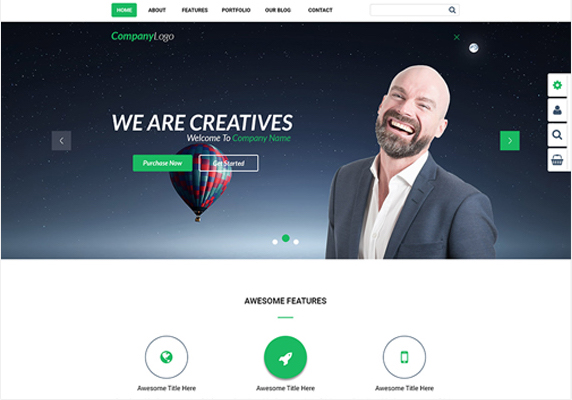 HOME ABOUT FEATURES PORTFOLIO OUR BLOG CONTACT
CompanyLogo
WE ARE CREATIVES
Welcome To Company Name
Purchase Now Get Started
AWESOME FEATURES
Awesome Title Here Awesome Title Here Awesome Title Here